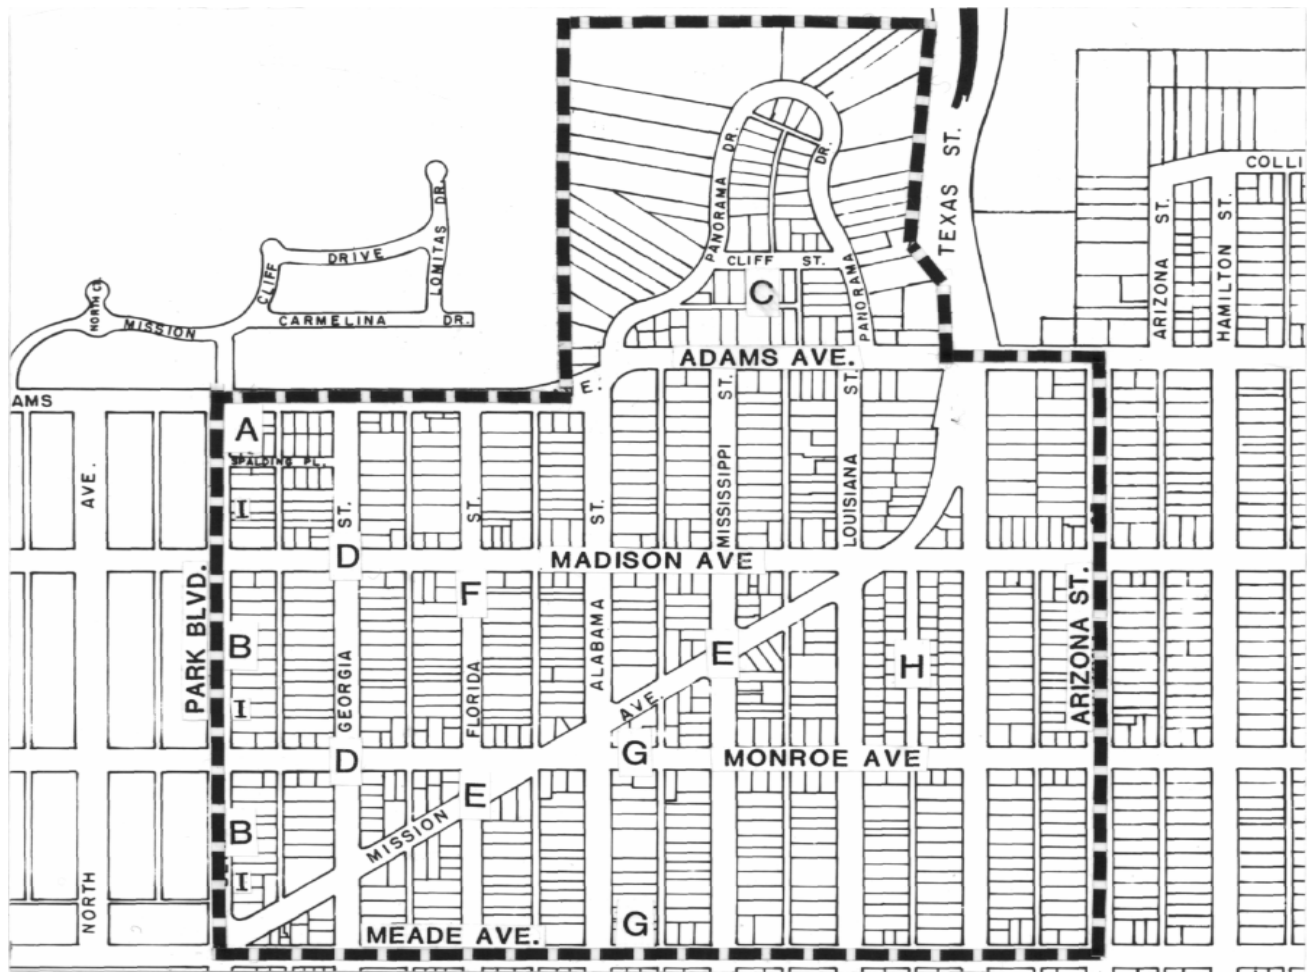 TEXAS ST.
PANORAMA DR.
DR.
COLLI
CLIFF ST.
PANORAMA
C
ARIZONA ST.
HAMILTON ST.
LOMITAS DR.
CLIFF DRIVE
NORTH CT.
MISSION
CARMELINA DR.
ADAMS AVE.
E.
AMS
A
SPALDING PL.
I
AVE.
ST.
ST.
ST.
MISSISSIPPI ST.
LOUISIANA ST.
D
MADISON AVE
PARK BLVD.
F
B
E
H
ARIZONA ST.
ALABAMA
GEORGIA
FLORIDA
AVE.
I
D
G
MONROE AVE
E
MISSION
B
I
NORTH
G
MEADE AVE.